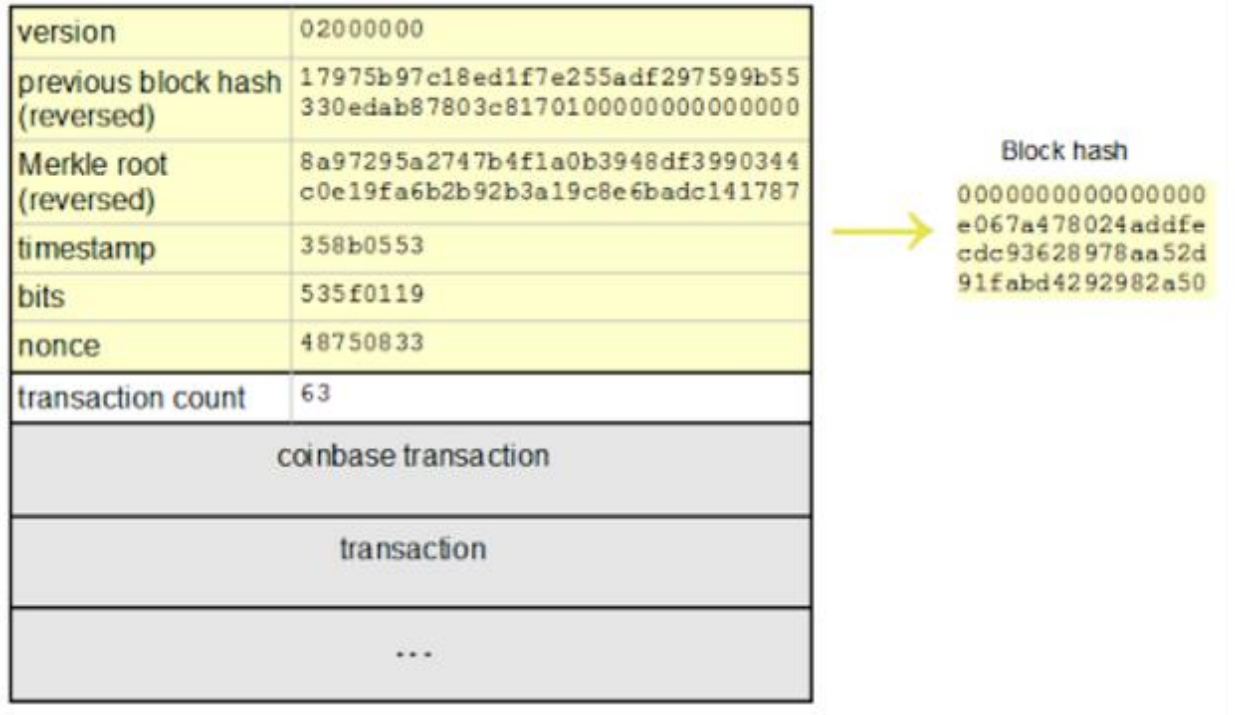 version 02000000
previous block hash 17975b97c18ed1f7e255adf297599b55
(reversed) 330edab87803c8170100000000000000
Merkle root 8a97295a2747b4f1a0b3948df3990344
(reversed) c0e19fa6b2b92b3a19c8e6badc141787
timestamp 358b0553
bits 535f0119
nonce 48750833
transaction count 63
coinbase transaction
transaction
...
Block hash
0000000000000000
e067a478024addfe
cdc93628978aa52d
91fabd4292982a50